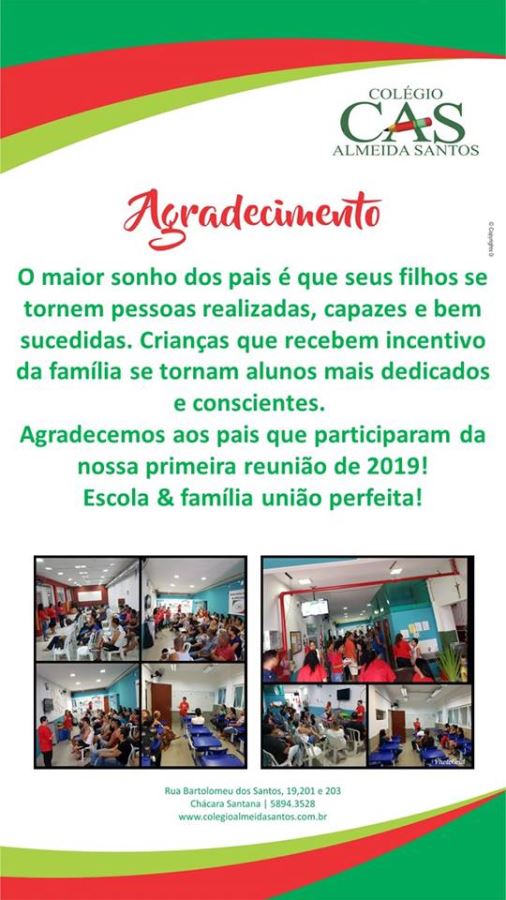 COLÉGIO
CAS
ALMEIDA SANTOS
Agradecimento
© Copyrights D
O maior sonho dos pais é que seus filhos se
tornem pessoas realizadas, capazes e bem
sucedidas. Crianças que recebem incentivo
da família se tornam alunos mais dedicados
e conscientes.
Agradecemos aos pais que participaram da
nossa primeira reunião de 2019!
Escola & família união perfeita!
Rua Bartolomeu dos Santos, 19,201 e 203
Chácara Santana | 5894.3528
www.colegioalmeidasantos.com.br